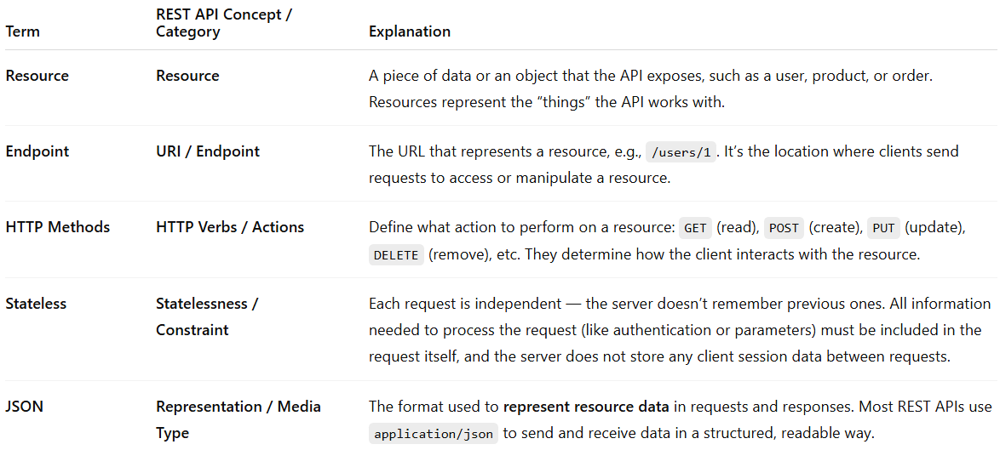 Term
REST API Concept /
Category
Explanation
Resource
Resource
A piece of data or an object that the API exposes, such as a user, product, or order.
Resources represent the “things” the API works with.
Endpoint
URI / Endpoint
The URL that represents a resource, e.g., /users/1. It’s the location where clients send
requests to access or manipulate a resource.
HTTP Methods
HTTP Verbs / Actions
Define what action to perform on a resource: GET (read), POST (create), PUT (update),
DELETE (remove), etc. They determine how the client interacts with the resource.
Stateless
Statelessness /
Constraint
Each request is independent — the server doesn’t remember previous ones. All information
needed to process the request (like authentication or parameters) must be included in the
request itself, and the server does not store any client session data between requests.
JSON
Representation / Media
Type
The format used to represent resource data in requests and responses. Most REST APIs use
application/json to send and receive data in a structured, readable way.